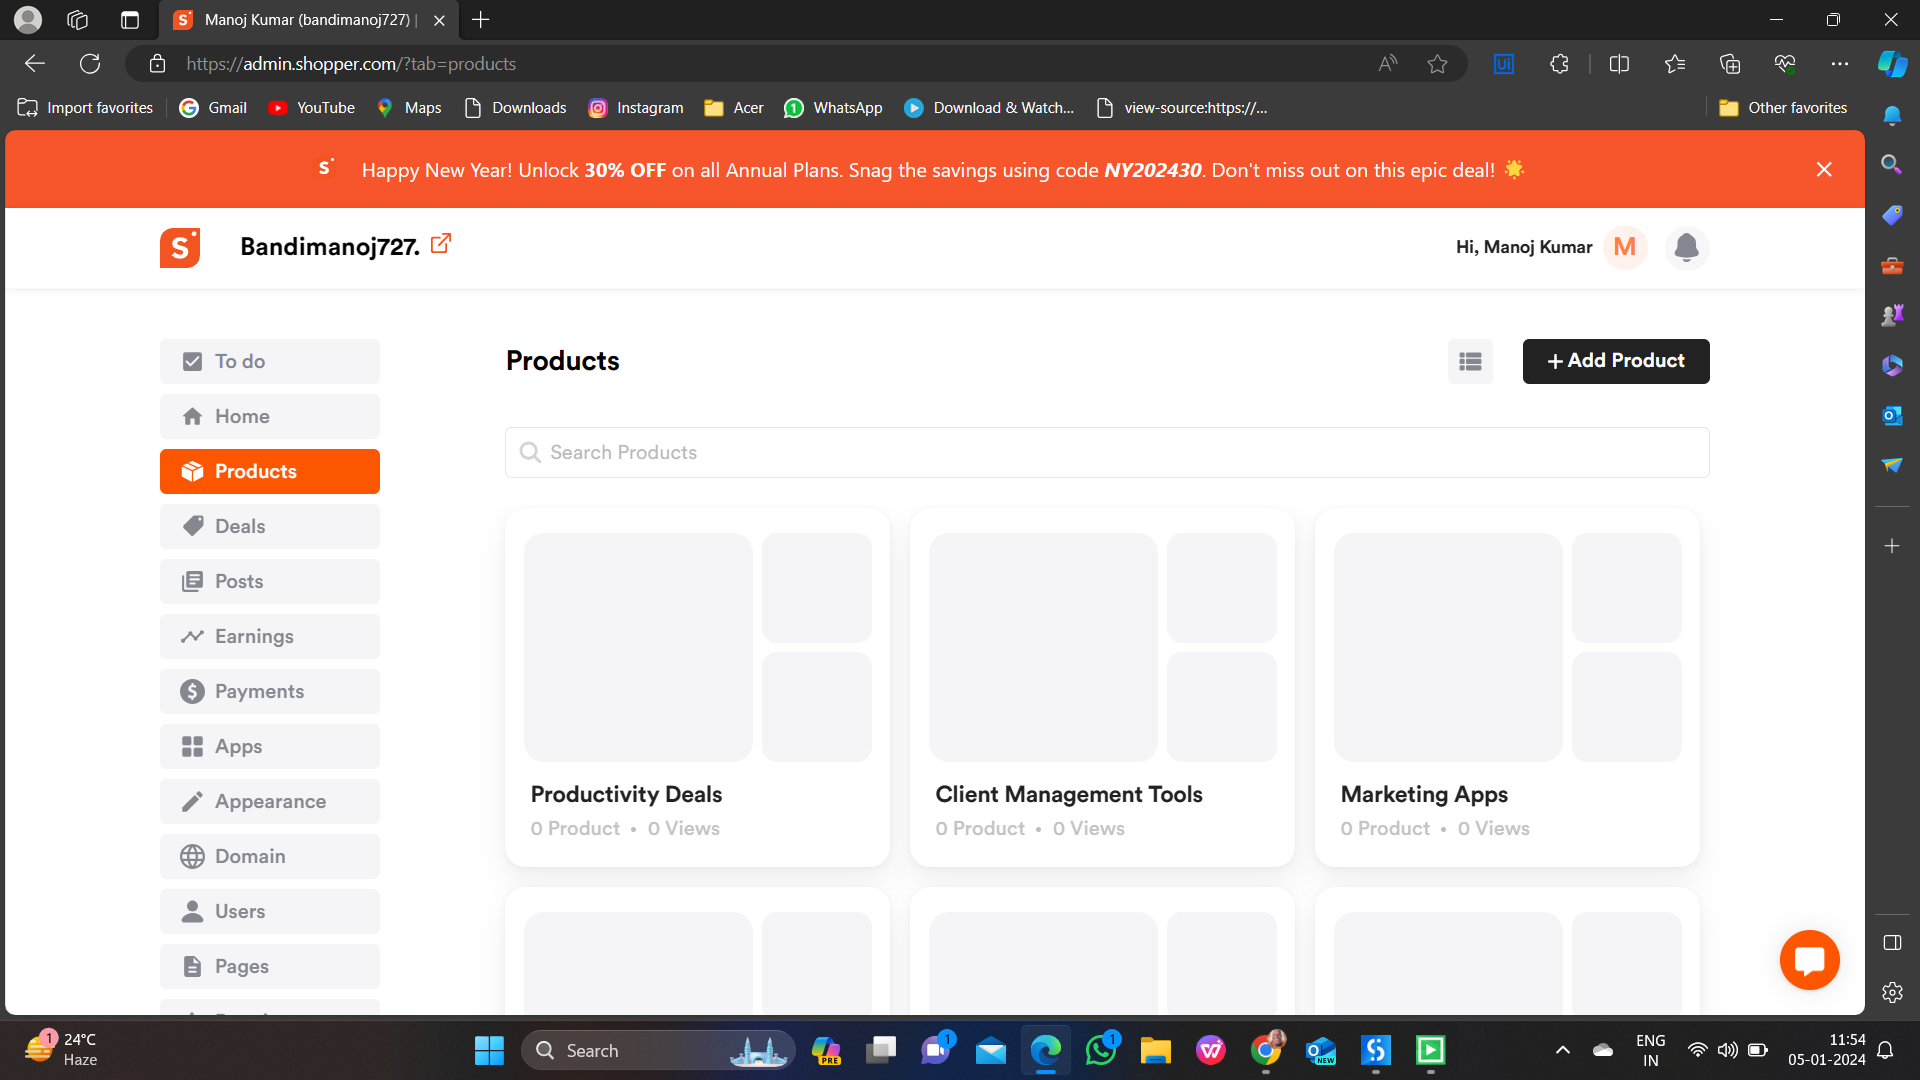 Manoj Kumar (bandimanoj727) |
https://admin.shopper.com/?tab=products
Import favorites
Gmail
YouTube
Maps
Downloads
Instagram
Acer
WhatsApp
Download & Watch...
view-source:https://...
Other favorites
Happy New Year! Unlock 30% OFF on all Annual Plans. Snag the savings using code NY202430. Don't miss out on this epic deal! 🌟
Bandimanoj727.
Hi, Manoj Kumar
M
To do
Home
Products
Deals
Posts
Earnings
Payments
Apps
Appearance
Domain
Users
Pages
Products
+ Add Product
Search Products
Productivity Deals
0 Product • 0 Views
Client Management Tools
0 Product • 0 Views
Marketing Apps
0 Product • 0 Views
1
24°C
Haze
Search
PRE
1
1
NEW
ENG
IN
11:54
05-01-2024